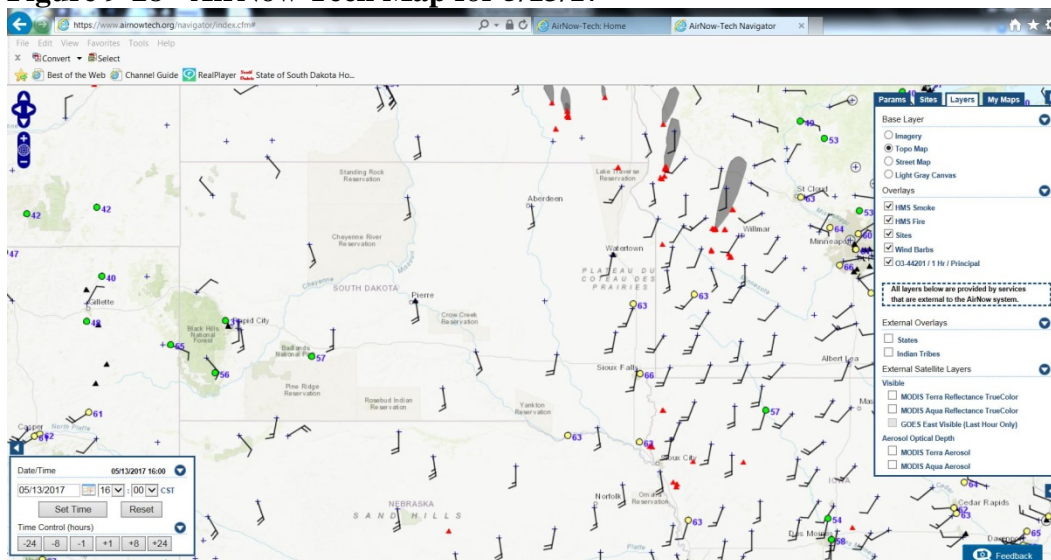 https://www.airnowtech.org/navigator/index.cfm#
AirNow-Tech: Home
AirNow-Tech Navigator
File Edit View Favorites Tools Help
x Convert Select
Best of the Web Channel Guide RealPlayer State of South Dakota Ho...
Params Sites Layers My Maps
Base Layer
Imagery
Topo Map
Street Map
Light Gray Canvas
Overlays
HMS Smoke
HMS Fire
Sites
Wind Barbs
O3-44201 / 1 Hr / Principal
All layers below are provided by services
that are external to the AirNow system.
External Overlays
States
Indian Tribes
External Satellite Layers
Visible
MODIS Terra Reflectance TrueColor
MODIS Aqua Reflectance TrueColor
GOES East Visible (Last Hour Only)
Aerosol Optical Depth
MODIS Terra Aerosol
MODIS Aqua Aerosol
Standing Rock
Reservation
Lake Traverse
Reservation
Aberdeen
St Cloud
63
53
53
42
42
Willmar
64
Minneapolis
66
Cheyenne River
Reservation
Watertown
47
40
PLATEAU DU
COTEAU DES
PRAIRIES
Minnesota
Cheyenne
SOUTH DAKOTA
Gillette
Pierre
63
63
Crow Creek
Reservation
Rapid City
Black Hills
National
Forest
55
Badlands
National Park
57
56
Sioux Falls
66
Albert Lea
Pine Ridge
Reservation
Rosebud Indian
Reservation
Yankton
Reservation
61
57
Casper
North Platte
62
63
63
Sioux City
IOWA
Norfolk
Omaha
Reservation
NEBRASKA
SAND HILLS
63
54
Des Moines
58
64
Cedar Rapids
63
65
Platte
Date/Time 05/13/2017 16:00
05/13/2017 16 : 00 CST
Set Time Reset
Time Control (hours)
-24 -8 -1 +1 +8 +24
Feedback